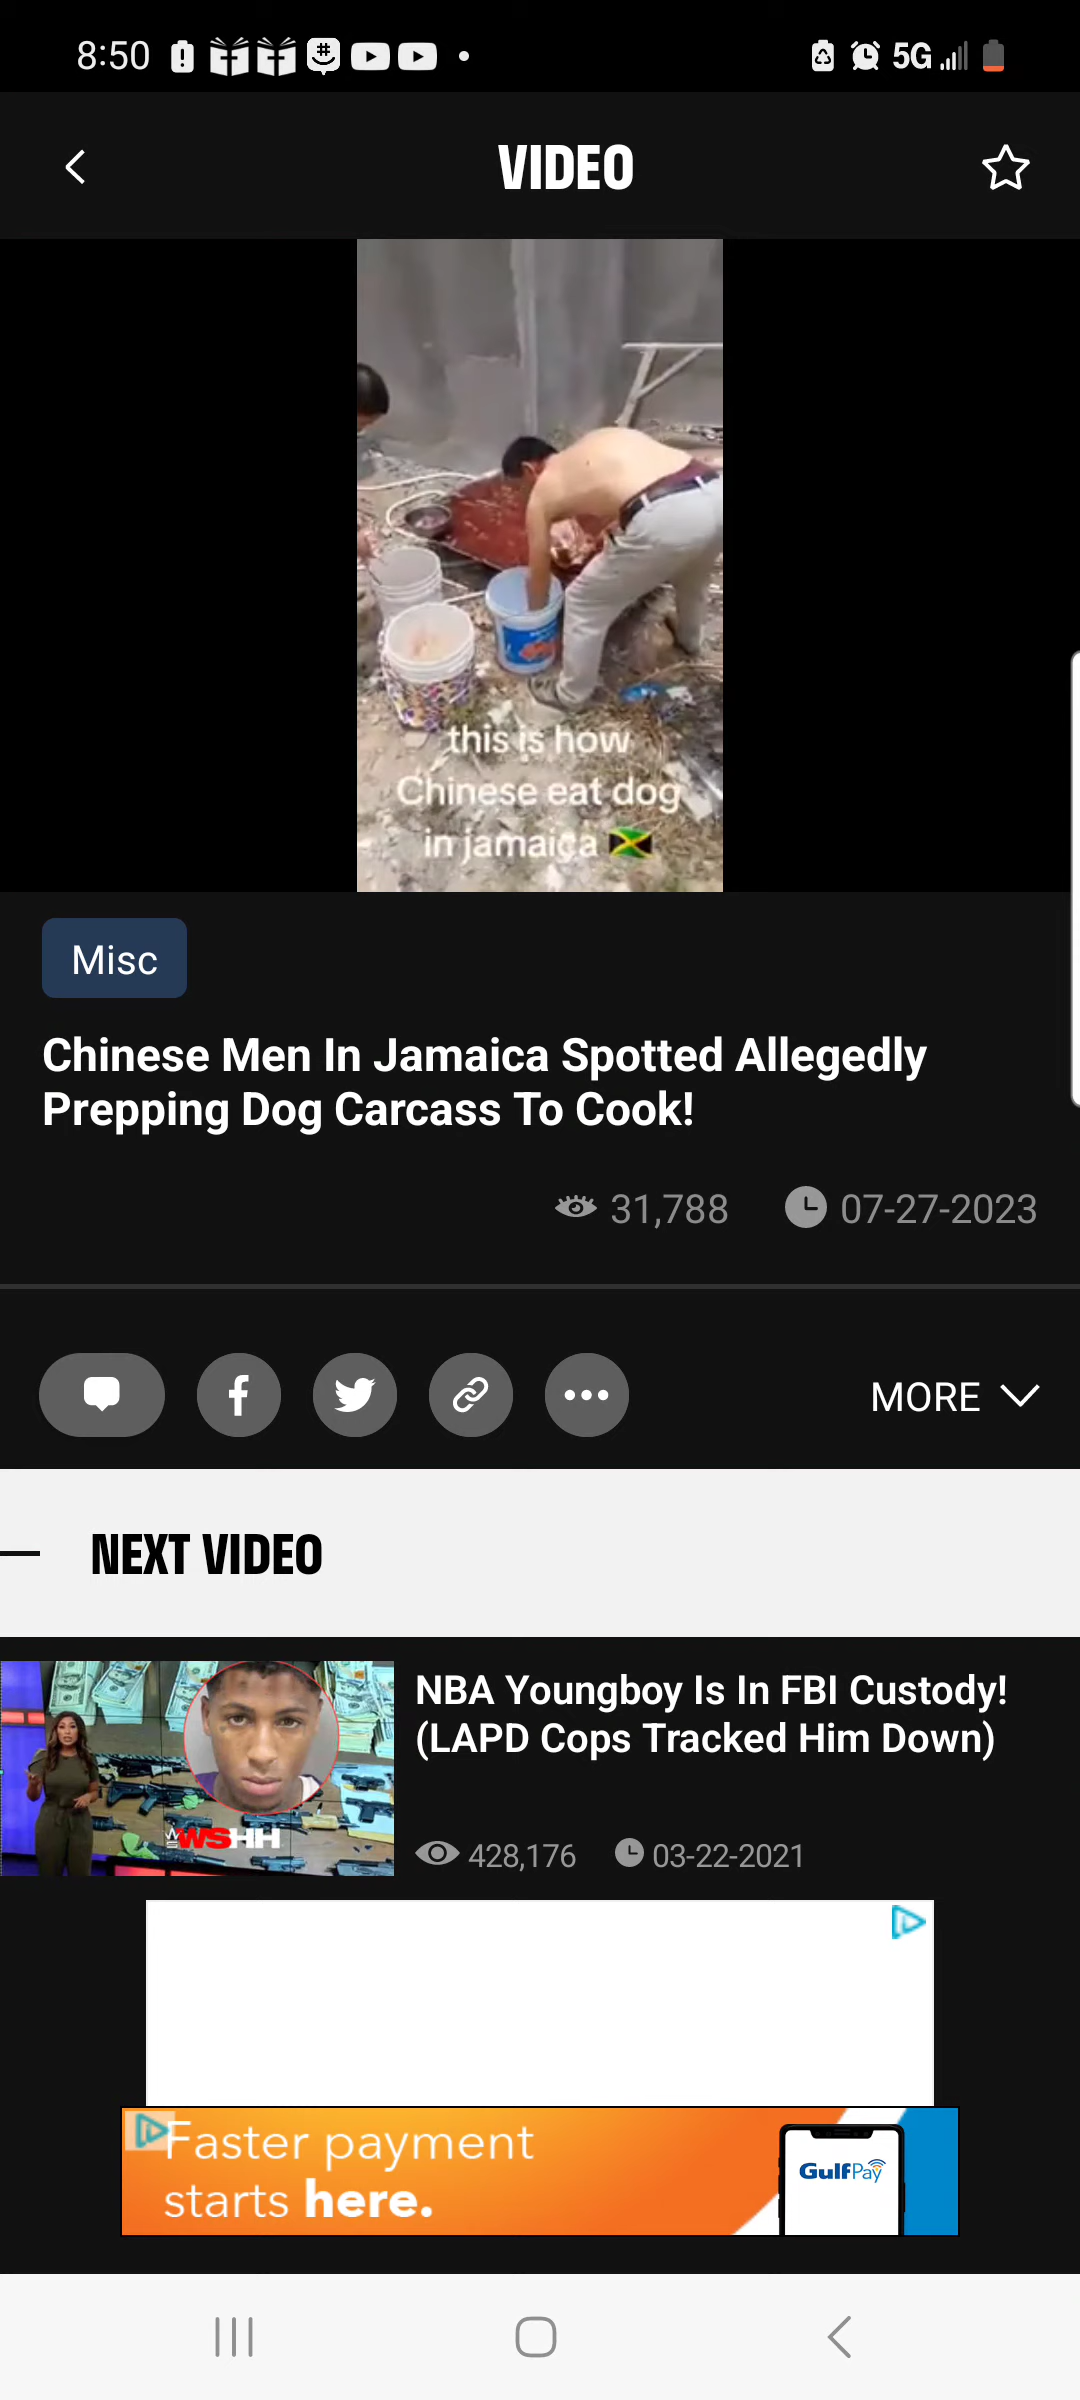 8:50
5G
VIDEO
this is how
Chinese eat dog
in jamaica
Misc
Chinese Men In Jamaica Spotted Allegedly
Prepping Dog Carcass To Cook!
31,788 07-27-2023
MORE
NEXT VIDEO
NBA Youngboy Is In FBI Custody!
(LAPD Cops Tracked Him Down)
WSHH
428,176 03-22-2021
Faster payment
starts here.
GulfPay